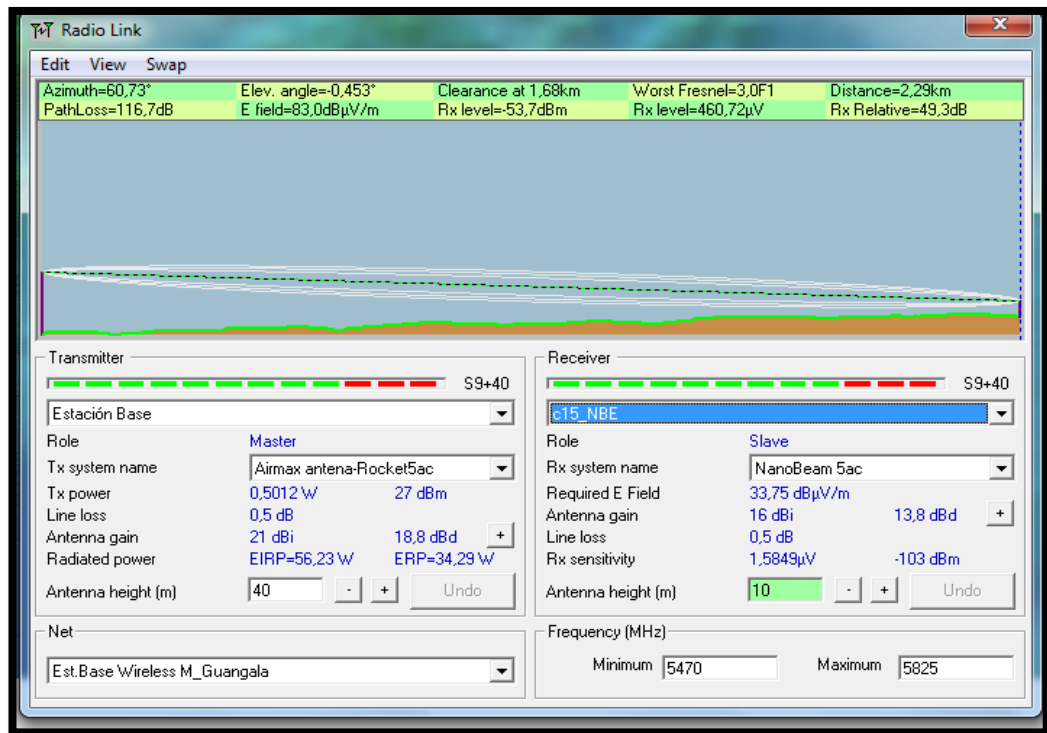 Radio Link
Edit View Swap
Azimuth=60,73° Elev. angle=-0,453° Clearance at 1,68km Worst Fresnel=3,0F1 Distance=2,29km
PathLoss=116,7dB E field=83,0dBµV/m Rx level=-53,7dBm Rx level=460,72µV Rx Relative=49,3dB
Transmitter
S9+40
Estación Base
Role Master
Tx system name Airmax antena-Rocket5ac
Tx power 0,5012 W 27 dBm
Line loss 0,5 dB
Antenna gain 21 dBi 18,8 dBd +
Radiated power EIRP=56,23 W ERP=34,29 W
Antenna height (m) 40 - + Undo
Net
Est.Base Wireless M_Guangala
Receiver
S9+40
c15_NBE
Role Slave
Rx system name NanoBeam 5ac
Required E Field 33,75 dBµV/m
Antenna gain 16 dBi 13,8 dBd +
Line loss 0,5 dB
Rx sensitivity 1,5849µV -103 dBm
Antenna height (m) 10 - + Undo
Frequency (MHz)
Minimum 5470 Maximum 5825